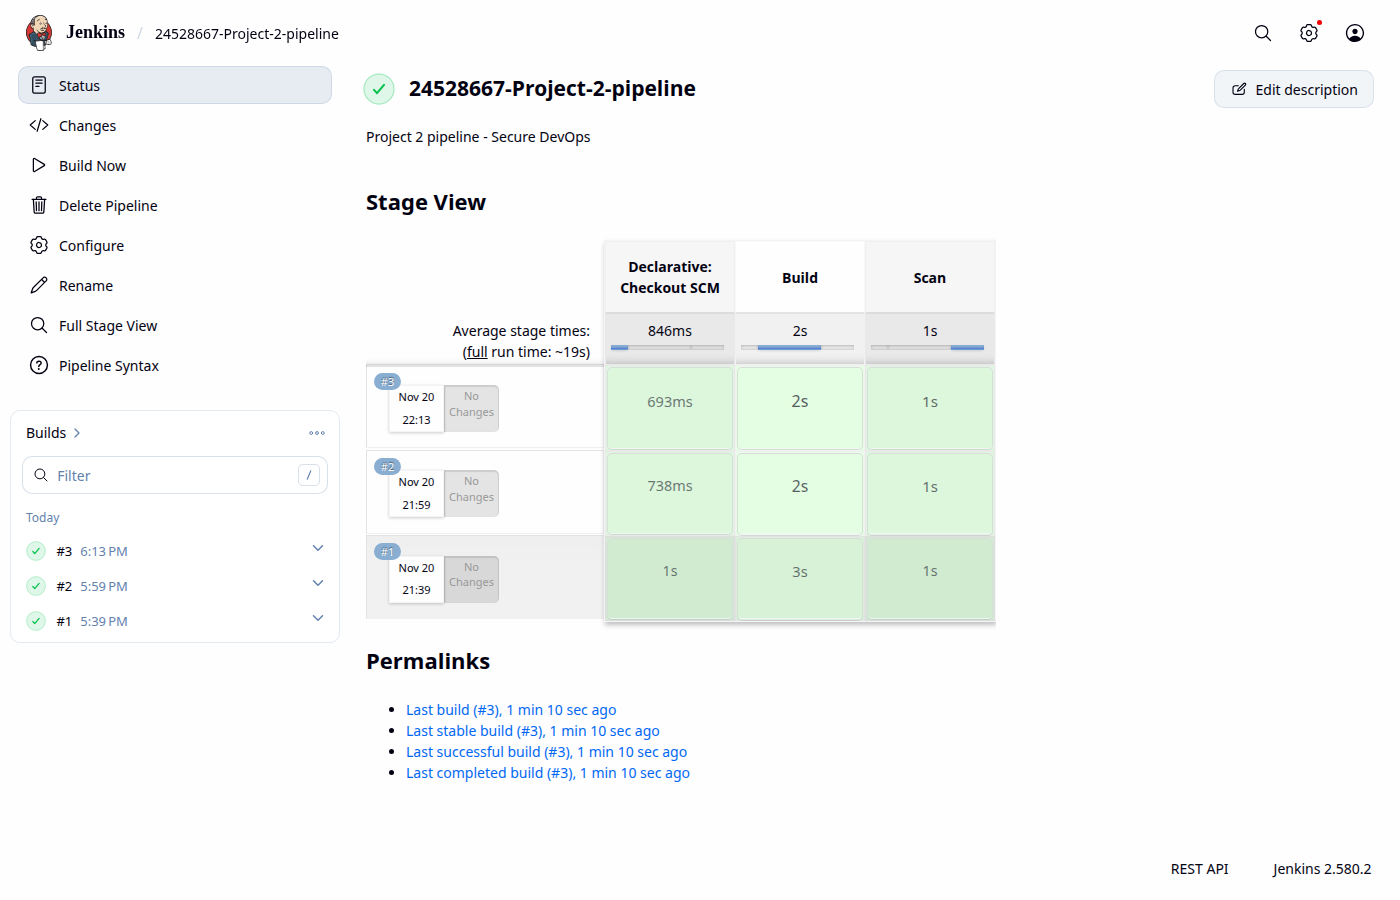 Jenkins / 24528667-Project-2-pipeline
Status
Changes
Build Now
Delete Pipeline
Configure
Rename
Full Stage View
Pipeline Syntax
Builds
Filter /
Today
#3 6:13 PM
#2 5:59 PM
#1 5:39 PM
24528667-Project-2-pipeline
Edit description
Project 2 pipeline - Secure DevOps
Stage View
Declarative:
Checkout SCM
Build
Scan
Average stage times:
(full run time: ~19s)
846ms
2s
1s
#3
Nov 20
22:13
No
Changes
693ms
2s
1s
#2
Nov 20
21:59
No
Changes
738ms
2s
1s
#1
Nov 20
21:39
No
Changes
1s
3s
1s
Permalinks
Last build (#3), 1 min 10 sec ago
Last stable build (#3), 1 min 10 sec ago
Last successful build (#3), 1 min 10 sec ago
Last completed build (#3), 1 min 10 sec ago
REST API
Jenkins 2.580.2